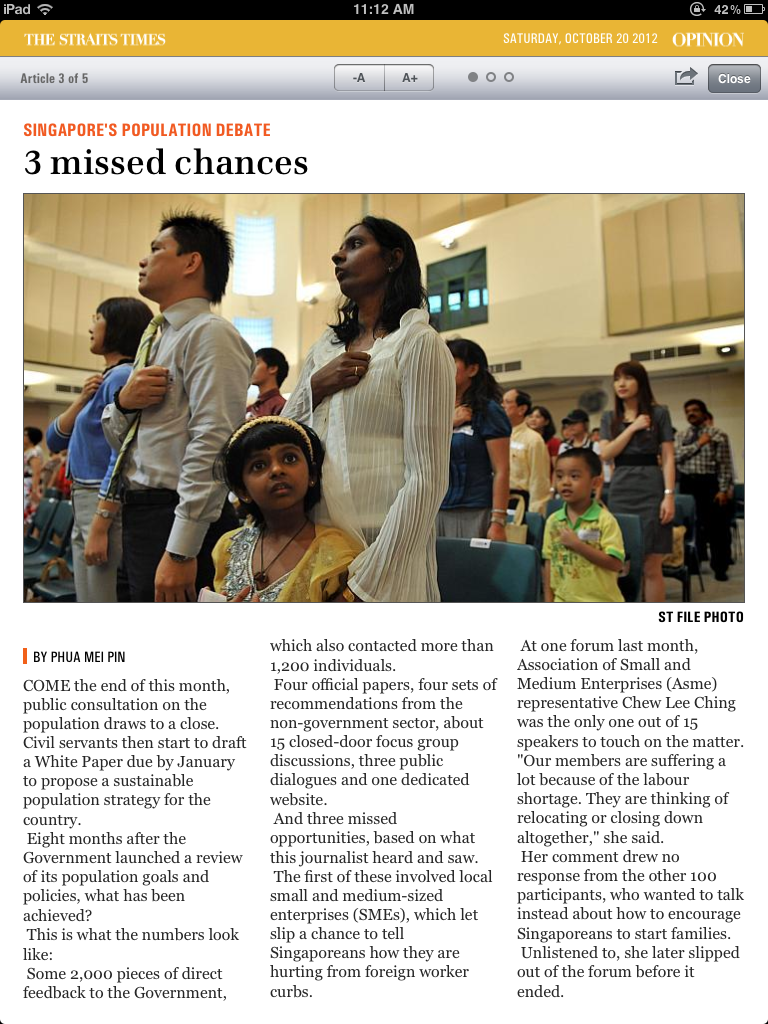 iPad
11:12 AM
42%
THE STRAITS TIMES
SATURDAY, OCTOBER 20 2012
OPINION
Article 3 of 5
-A
A+
Close
SINGAPORE'S POPULATION DEBATE
3 missed chances
ST FILE PHOTO
BY PHUA MEI PIN
COME the end of this month,
public consultation on the
population draws to a close.
Civil servants then start to draft
a White Paper due by January
to propose a sustainable
population strategy for the
country.
Eight months after the
Government launched a review
of its population goals and
policies, what has been
achieved?
This is what the numbers look
like:
Some 2,000 pieces of direct
feedback to the Government,
which also contacted more than
1,200 individuals.
Four official papers, four sets of
recommendations from the
non-government sector, about
15 closed-door focus group
discussions, three public
dialogues and one dedicated
website.
And three missed
opportunities, based on what
this journalist heard and saw.
The first of these involved local
small and medium-sized
enterprises (SMEs), which let
slip a chance to tell
Singaporeans how they are
hurting from foreign worker
curbs.
At one forum last month,
Association of Small and
Medium Enterprises (Asme)
representative Chew Lee Ching
was the only one out of 15
speakers to touch on the matter.
"Our members are suffering a
lot because of the labour
shortage. They are thinking of
relocating or closing down
altogether," she said.
Her comment drew no
response from the other 100
participants, who wanted to talk
instead about how to encourage
Singaporeans to start families.
Unlistened to, she later slipped
out of the forum before it
ended.